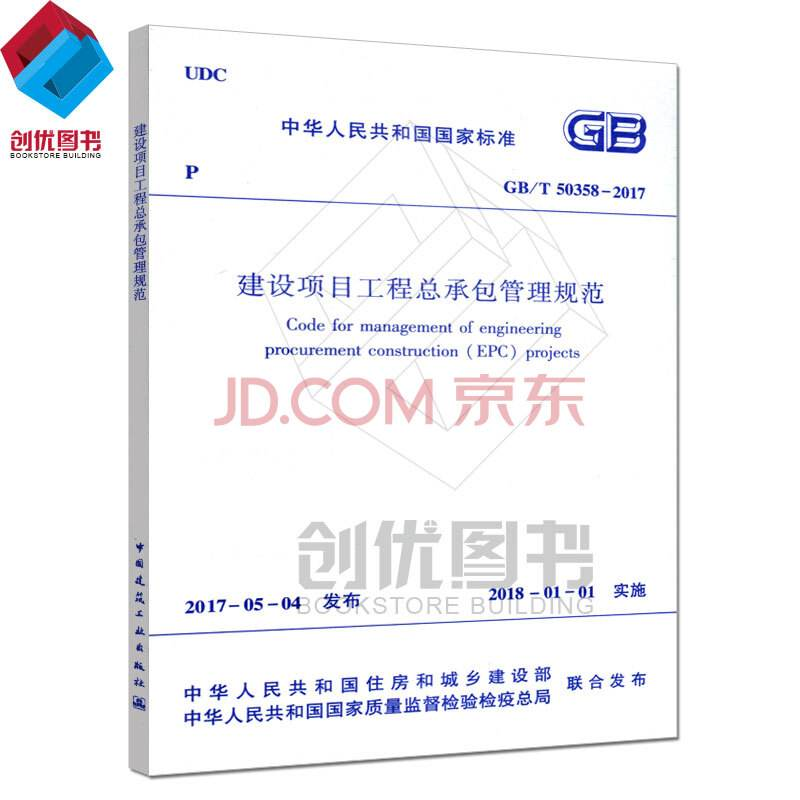 创优图书
BOOKSTORE BUILDING
UDC
中华人民共和国国家标准
GB
P
GB/T 50358-2017
建设项目工程总承包管理规范
Code for management of engineering
procurement construction（EPC）projects
JD.COM 京东
创优图书
BOOKSTORE BUILDING
2017-05-04 发布
2018-01-01 实施
中华人民共和国住房和城乡建设部
中华人民共和国国家质量监督检验检疫总局
联合发布
建设项目工程总承包管理规范
中国建筑工业出版社